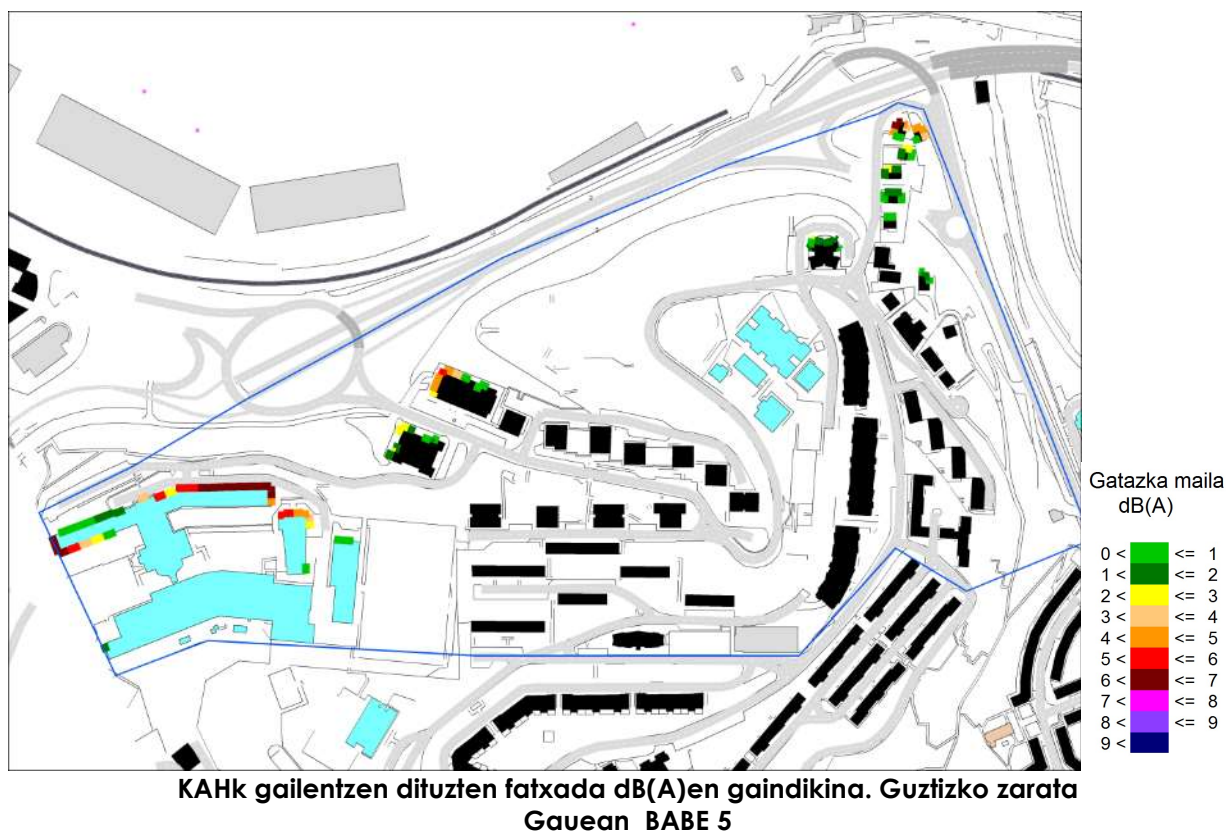 Gatazka maila
dB(A)
0 < <= 1
1 < <= 2
2 < <= 3
3 < <= 4
4 < <= 5
5 < <= 6
6 < <= 7
7 < <= 8
8 < <= 9
9 <
KAHk gailentzen dituzten fatxada dB(A)en gaindikina. Guztizko zarata
Gauean BABE 5